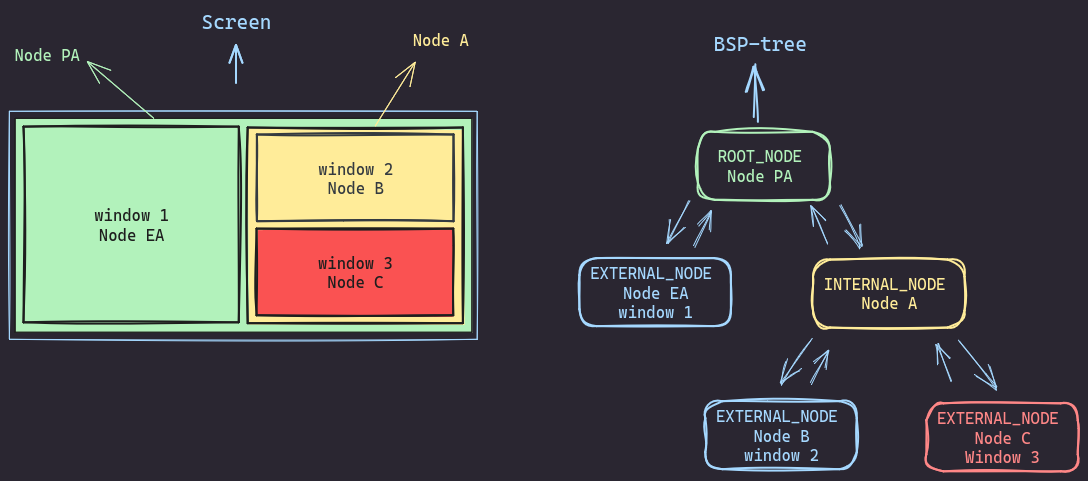 Screen
Node PA
Node A
window 1
Node EA
window 2
Node B
window 3
Node C
BSP-tree
ROOT_NODE
Node PA
EXTERNAL_NODE
Node EA
window 1
INTERNAL_NODE
Node A
EXTERNAL_NODE
Node B
window 2
EXTERNAL_NODE
Node C
Window 3